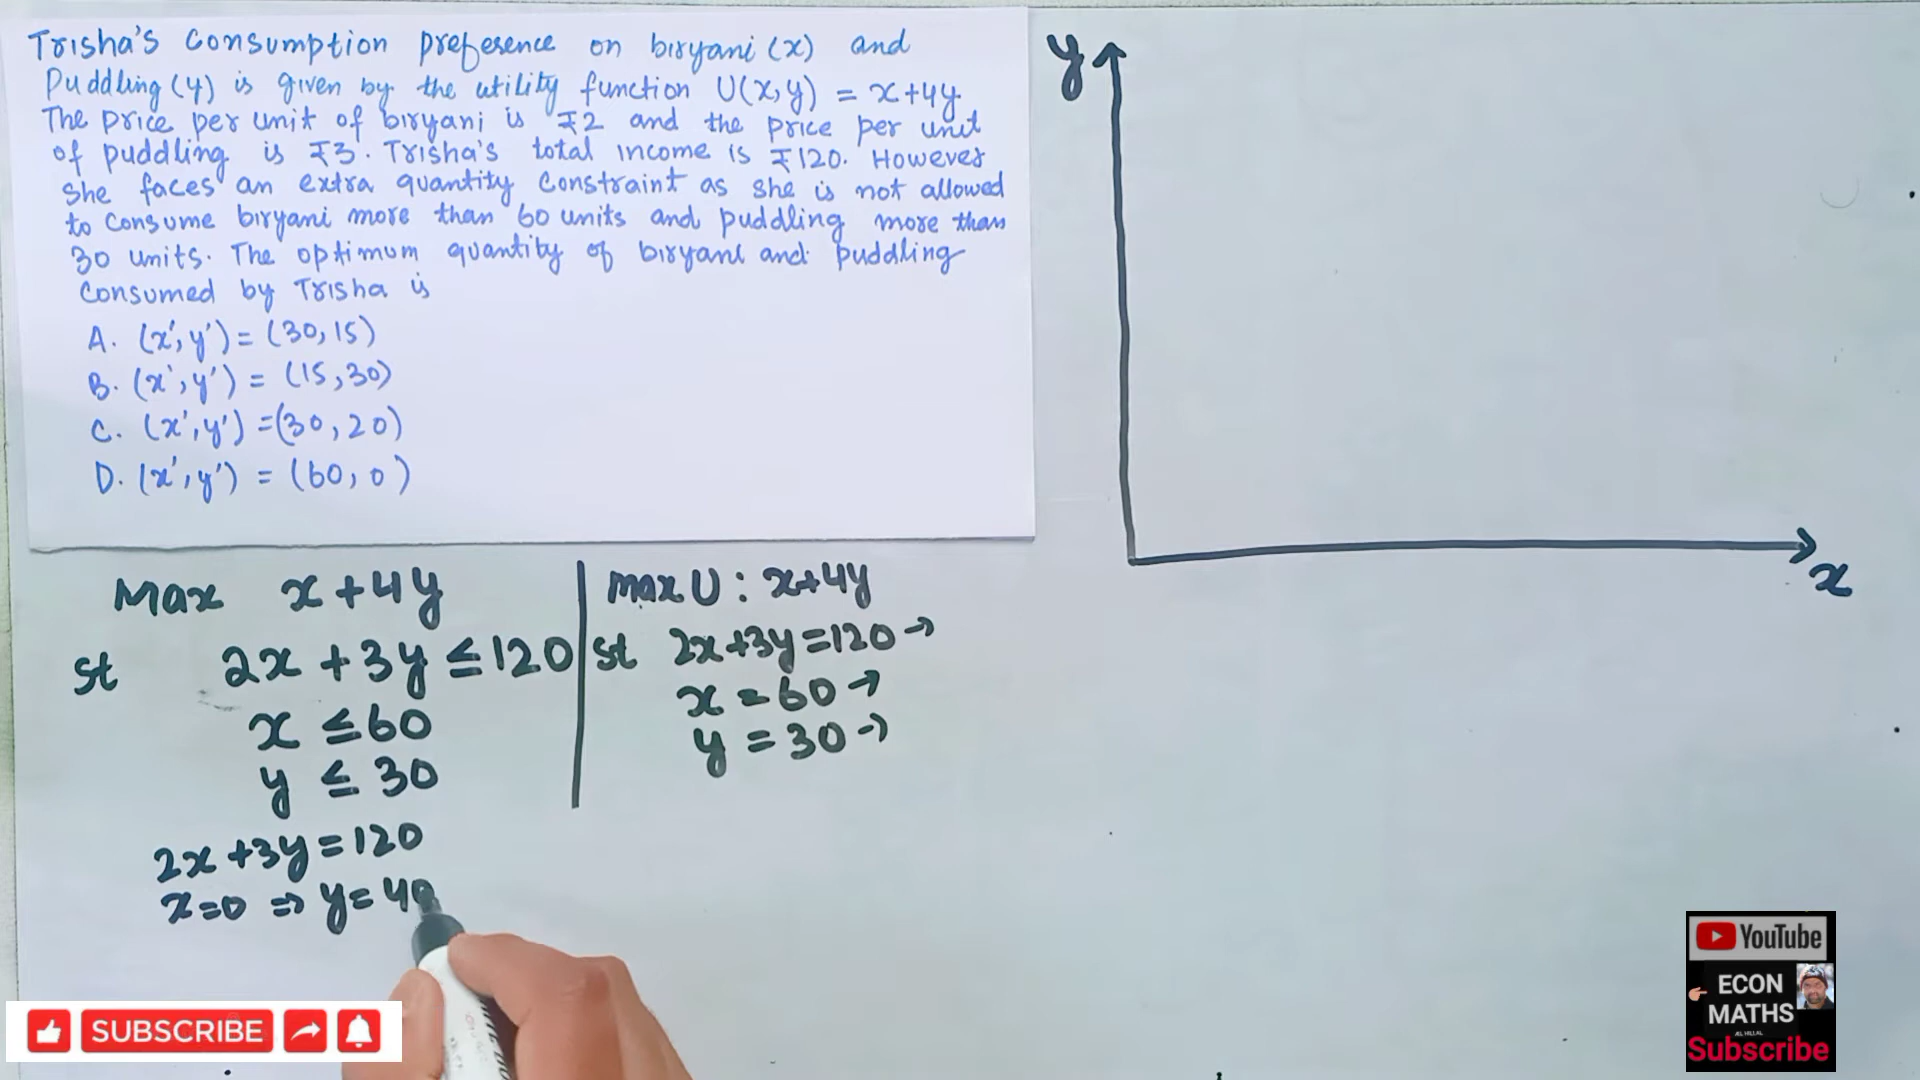 Trisha's Consumption preference on biryani (x) and
Puddling (y) is given by the utility function U(x,y) = x+4y
The price per unit of biryani is ₹2 and the price per unit
of puddling is ₹3. Trisha's total income is ₹120. However
She faces an extra quantity constraint as she is not allowed
to consume biryani more than 60 units and puddling more than
30 units. The optimum quantity of biryani and puddling
Consumed by Trisha is
A. (x',y') = (30,15)
B. (x',y') = (15,30)
C. (x',y') = (30,20)
D. (x',y') = (60,0)
y
x
Max x+4y
st 2x+3y ≤ 120
x ≤ 60
y ≤ 30
2x+3y=120
x=0 ⇒ y=40
max U : x+4y
st 2x+3y=120→
x = 60→
y = 30→
SUBSCRIBE
YouTube
ECON
MATHS
Subscribe